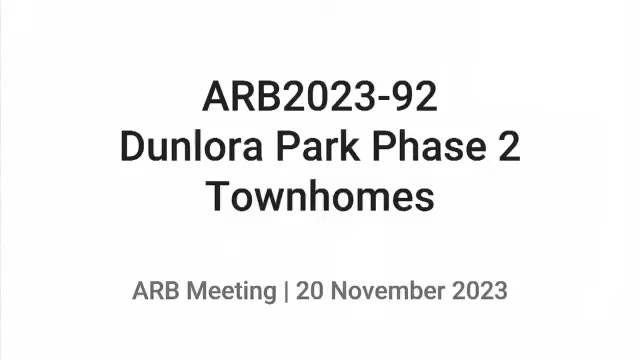 ARB2023-92
Dunlora Park Phase 2
Townhomes
ARB Meeting | 20 November 2023